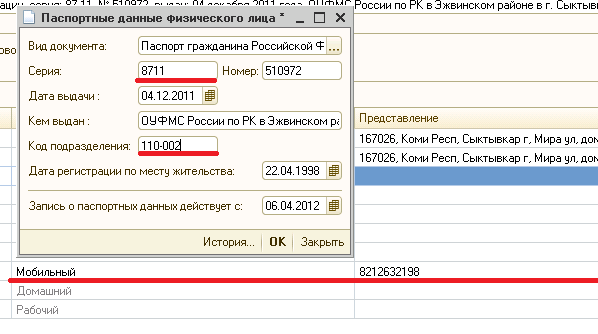 ации, серия: 87 11, № 510972, выдан: 04 декабря 2011 года, ОУФМС России по РК в Эжвинском районе в г. Сыктыв
Паспортные данные физического лица *
Вид документа: Паспорт гражданина Российской Ф ...
Серия: 8711 Номер: 510972
Дата выдачи : 04.12.2011
Кем выдан : ОУФМС России по РК в Эжвинском ра
Код подразделения: 110-002
Дата регистрации по месту жительства: 22.04.1998
Запись о паспортных данных действует с: 06.04.2012
История... OK Закрыть
Представление
167026, Коми Респ, Сыктывкар г, Мира ул, дом
167026, Коми Респ, Сыктывкар г, Мира ул, дом
Мобильный 8212632198
Домашний
Рабочий